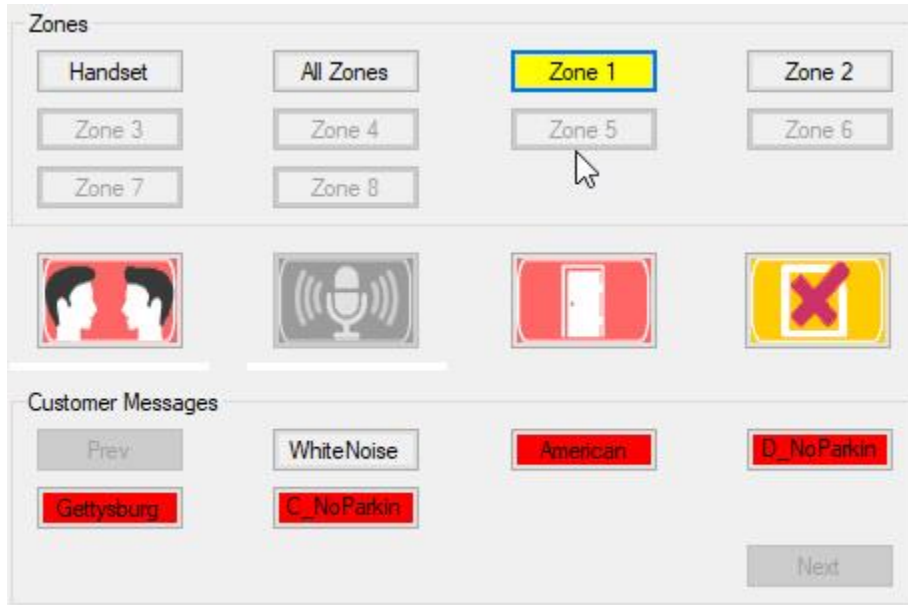 Zones
Handset All Zones Zone 1 Zone 2
Zone 3 Zone 4 Zone 5 Zone 6
Zone 7 Zone 8
Customer Messages
Prev WhiteNoise American D_NoParkin
Gettysburg C_NoParkin
Next